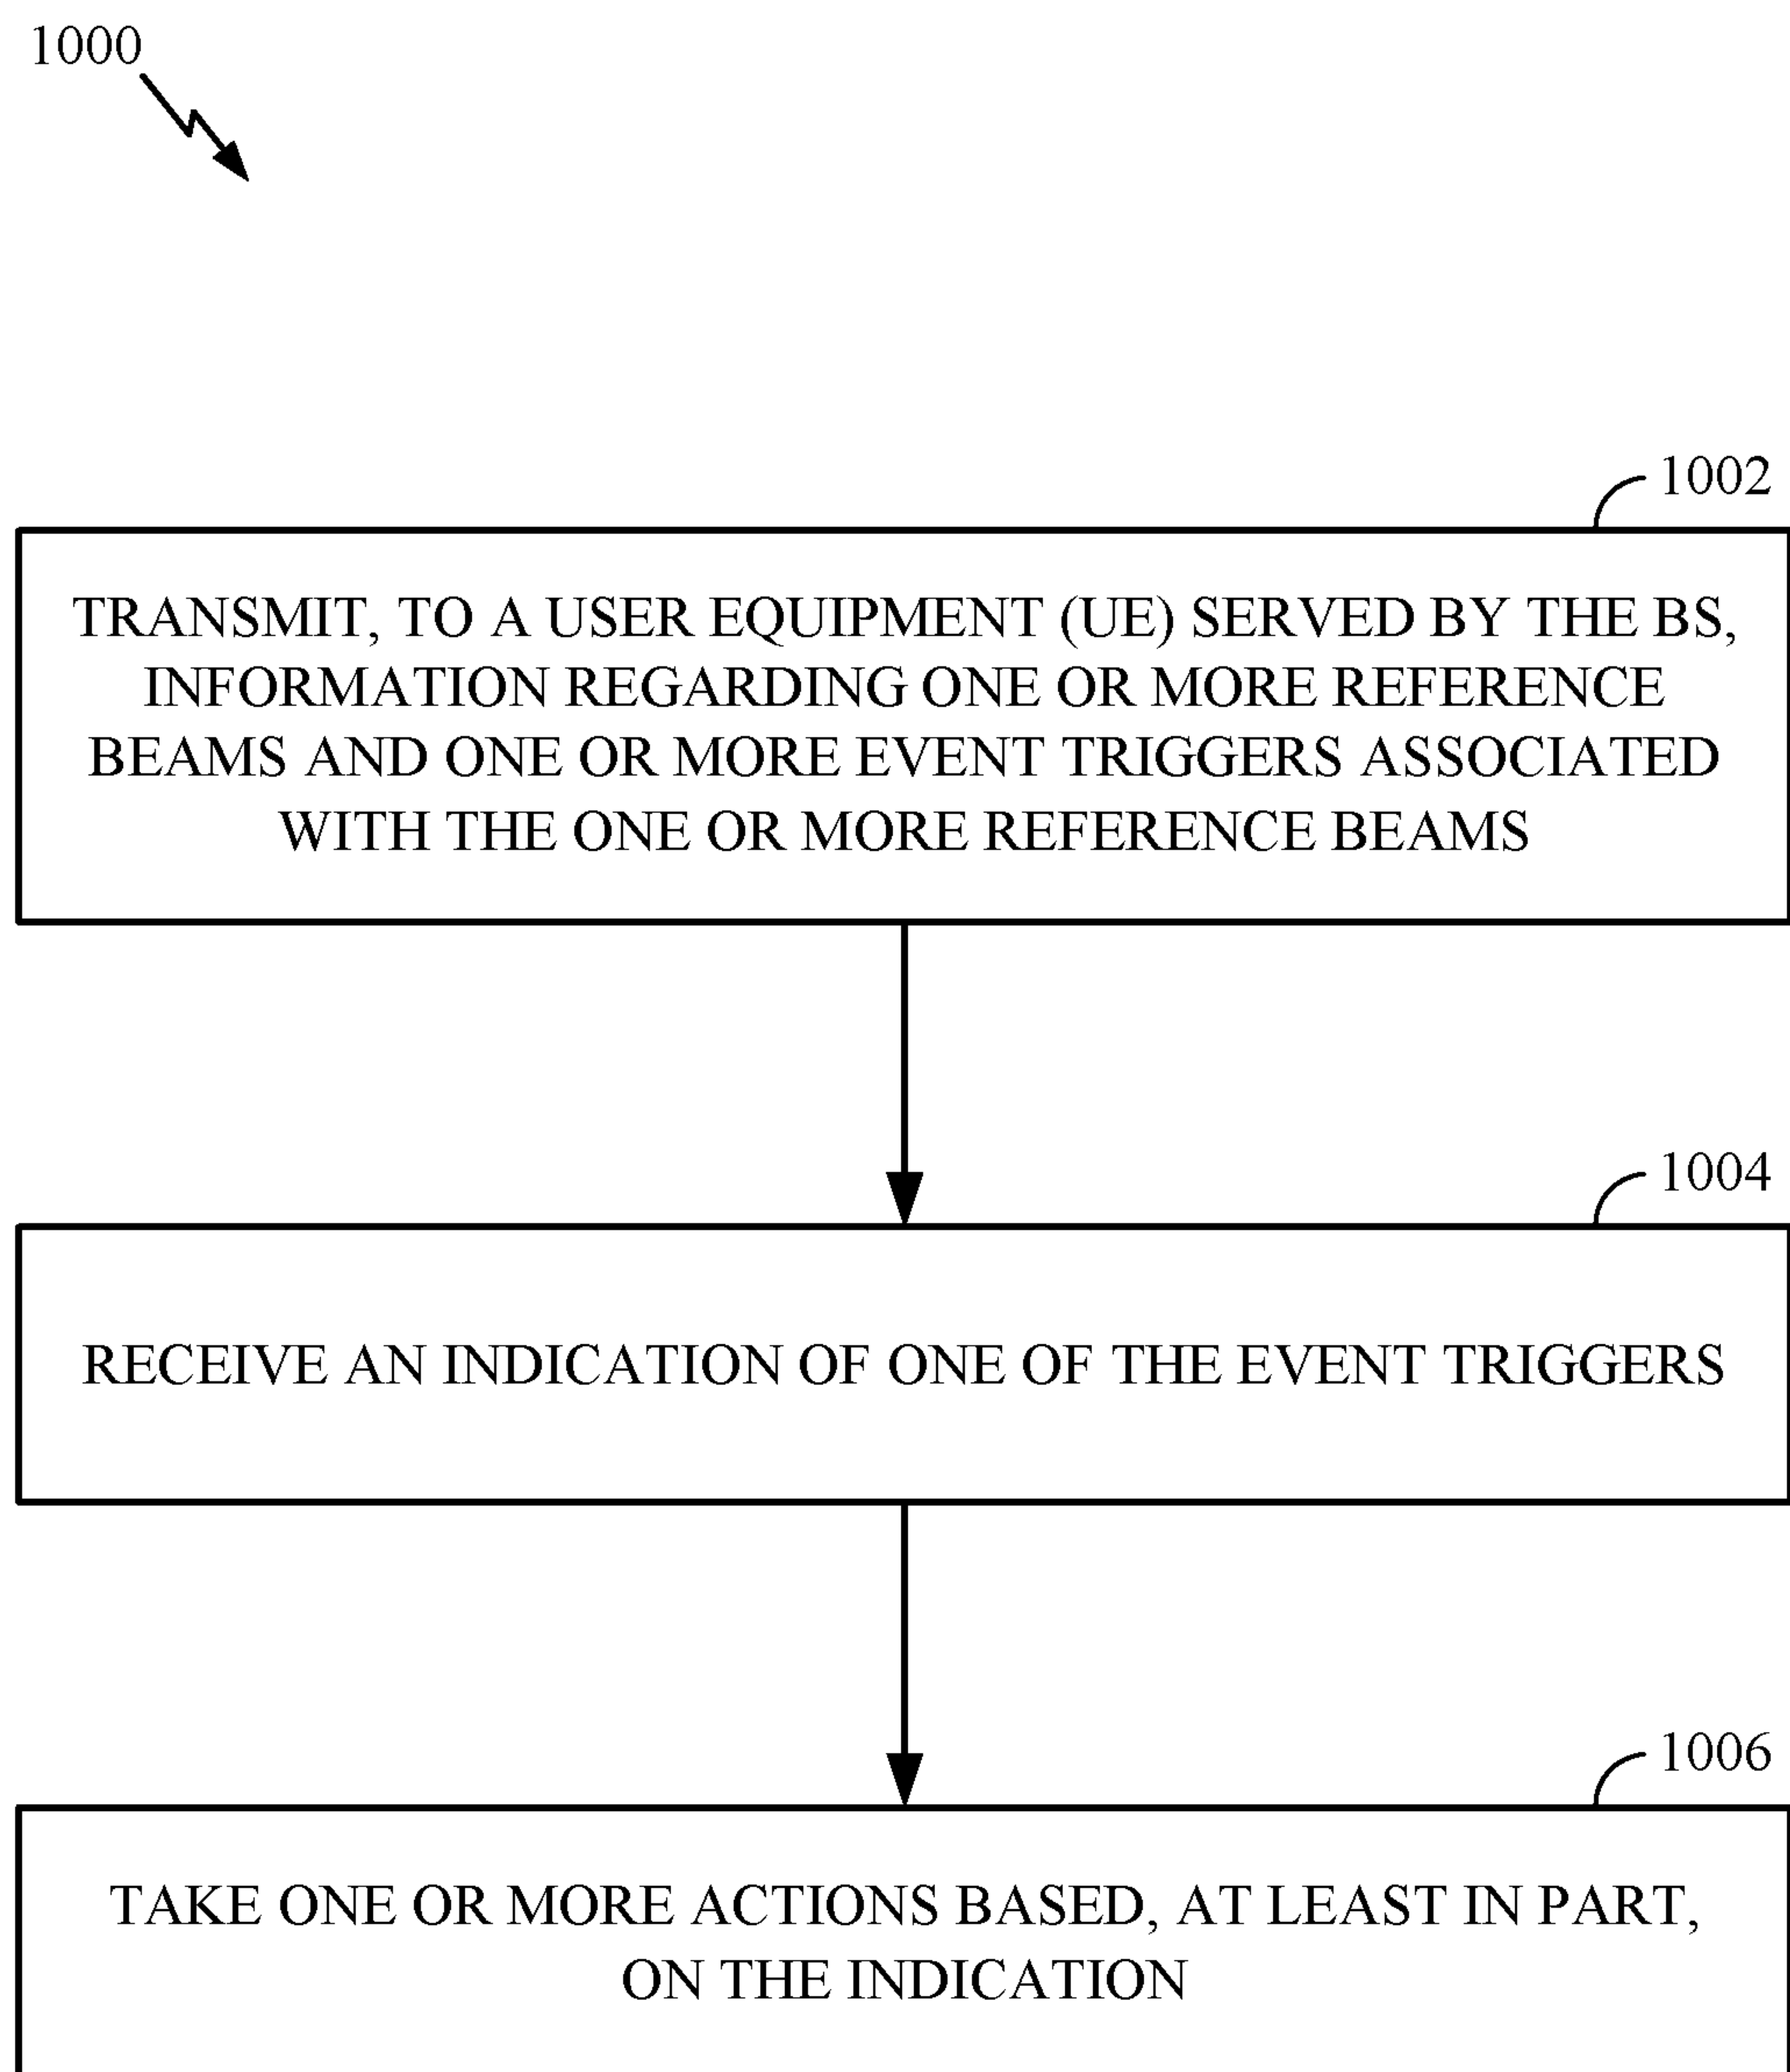 1000
1002
TRANSMIT, TO A USER EQUIPMENT (UE) SERVED BY THE BS,
INFORMATION REGARDING ONE OR MORE REFERENCE
BEAMS AND ONE OR MORE EVENT TRIGGERS ASSOCIATED
WITH THE ONE OR MORE REFERENCE BEAMS
1004
RECEIVE AN INDICATION OF ONE OF THE EVENT TRIGGERS
1006
TAKE ONE OR MORE ACTIONS BASED, AT LEAST IN PART,
ON THE INDICATION